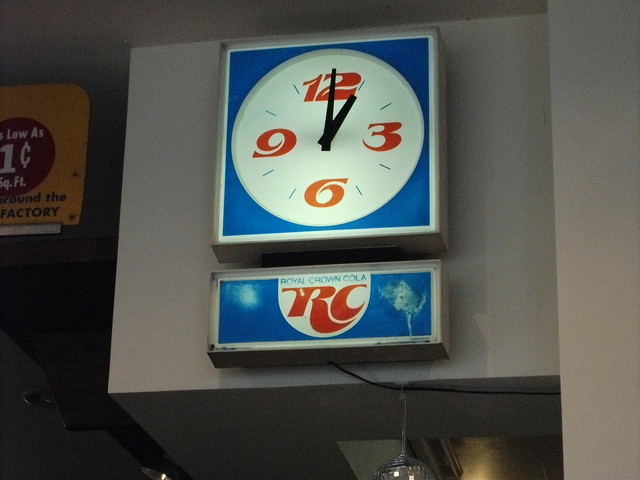 12
9
3
6
ROYAL CROWN COLA
RC
Low As
1¢
Sq. Ft.
around the
FACTORY